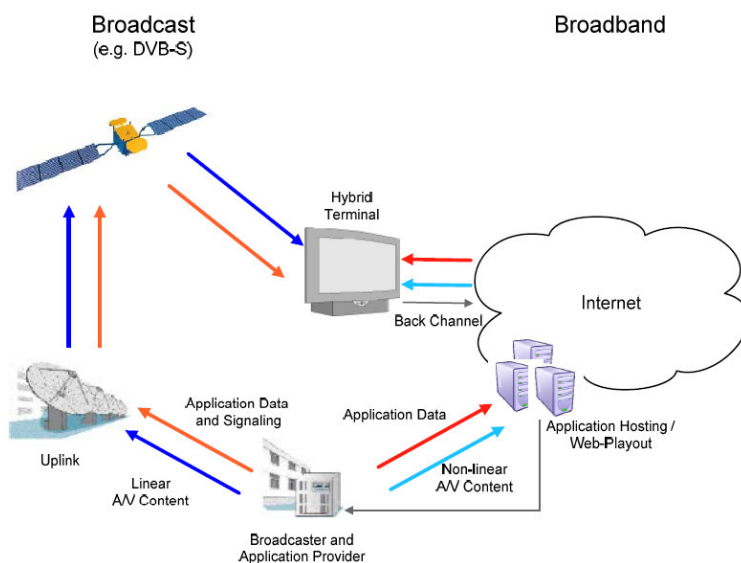 Broadcast
(e.g. DVB-S)
Broadband
Hybrid
Terminal
Internet
Back Channel
Application Data
and Signaling
Application Data
Application Hosting /
Web-Playout
Uplink
Linear
A/V Content
Non-linear
A/V Content
Broadcaster and
Application Provider